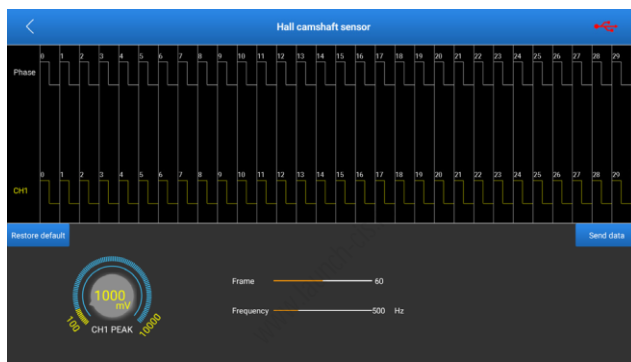 Hall camshaft sensor
0 1 2 3 4 5 6 7 8 9 10 11 12 13 14 15 16 17 18 19 20 21 22 23 24 25 26 27 28 29
Phase
0 1 2 3 4 5 6 7 8 9 10 11 12 13 14 15 16 17 18 19 20 21 22 23 24 25 26 27 28 29
CH1
Restore default
Send data
Frame 60
1000
mV
Frequency 500 Hz
100 CH1 PEAK 10000